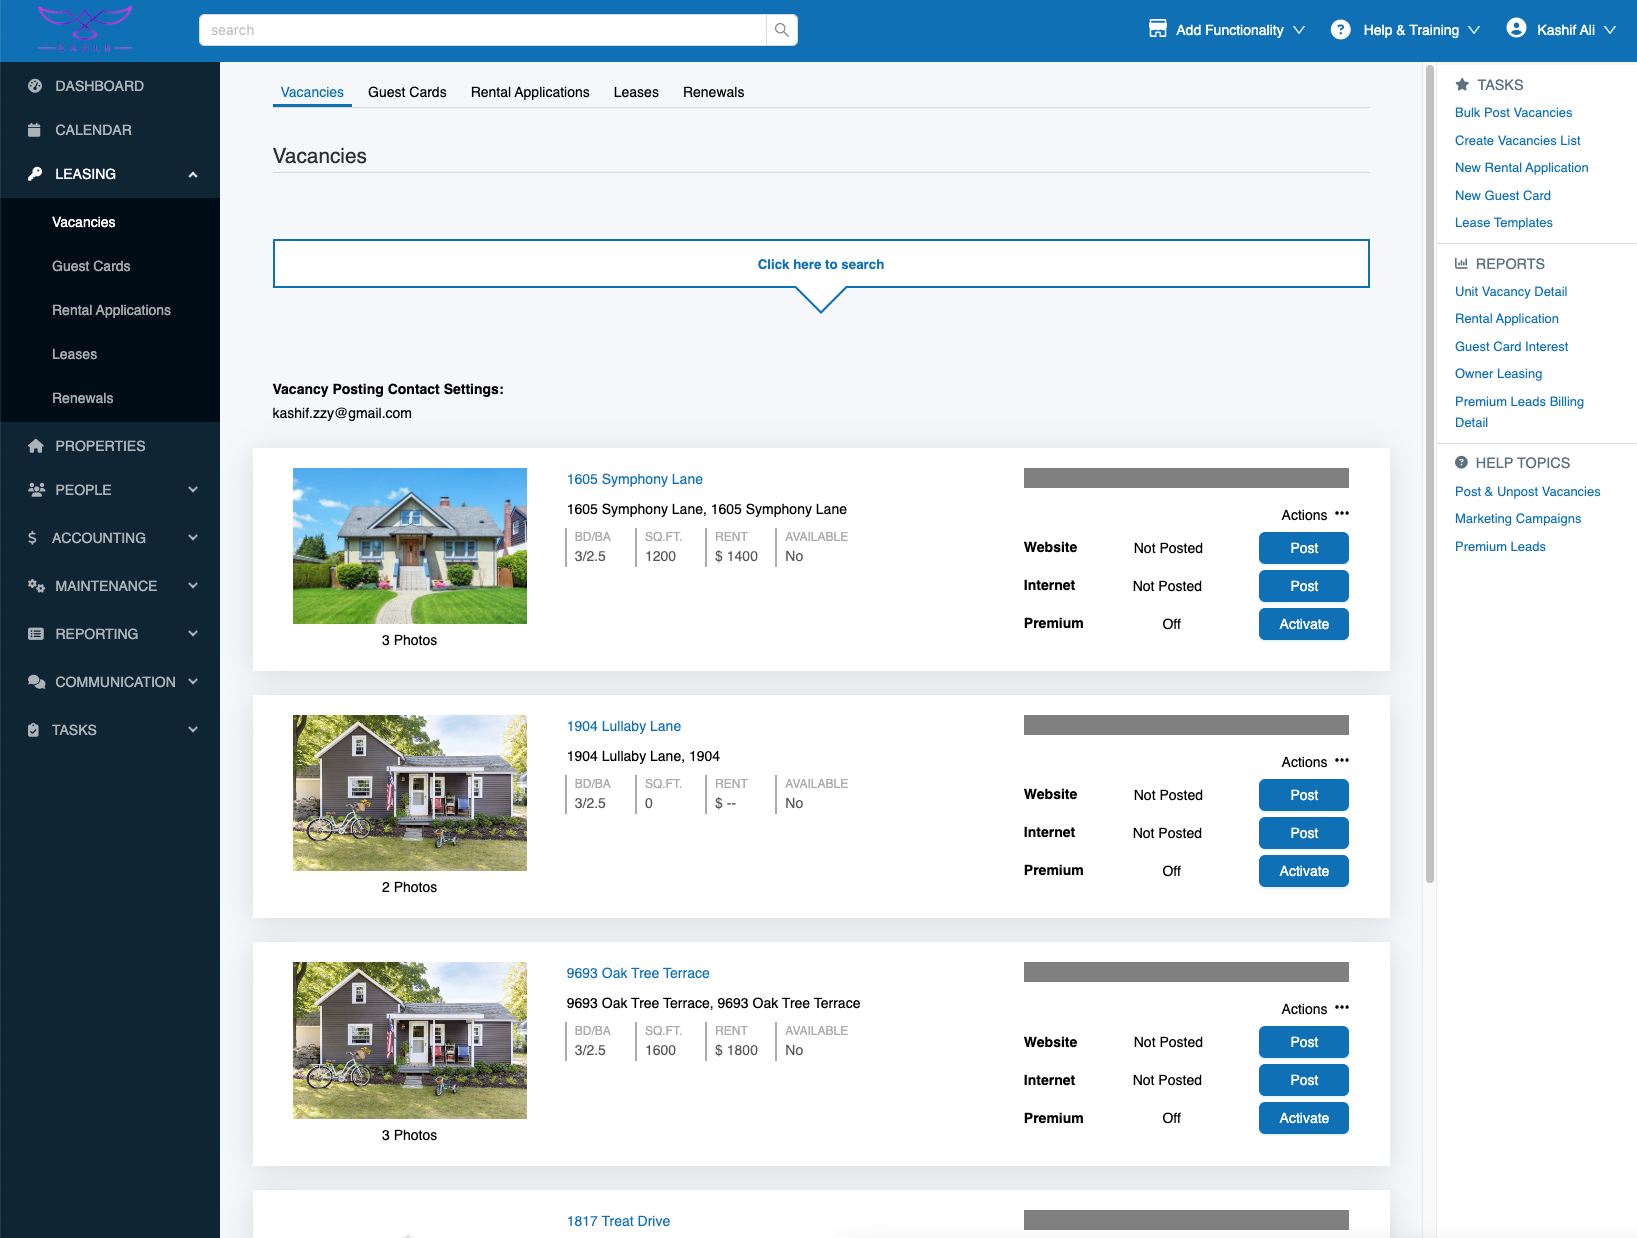 EAGLE
search
Add Functionality
Help & Training
Kashif Ali
DASHBOARD
CALENDAR
LEASING
Vacancies
Guest Cards
Rental Applications
Leases
Renewals
PROPERTIES
PEOPLE
$ ACCOUNTING
MAINTENANCE
REPORTING
COMMUNICATION
TASKS
Vacancies Guest Cards Rental Applications Leases Renewals
Vacancies
Click here to search
Vacancy Posting Contact Settings:
kashif.zzy@gmail.com
3 Photos
1605 Symphony Lane
1605 Symphony Lane, 1605 Symphony Lane
BD/BA SQ.FT. RENT AVAILABLE
3/2.5 1200 $ 1400 No
Actions •••
Website Not Posted Post
Internet Not Posted Post
Premium Off Activate
2 Photos
1904 Lullaby Lane
1904 Lullaby Lane, 1904
BD/BA SQ.FT. RENT AVAILABLE
3/2.5 0 $ -- No
Actions •••
Website Not Posted Post
Internet Not Posted Post
Premium Off Activate
3 Photos
9693 Oak Tree Terrace
9693 Oak Tree Terrace, 9693 Oak Tree Terrace
BD/BA SQ.FT. RENT AVAILABLE
3/2.5 1600 $ 1800 No
Actions •••
Website Not Posted Post
Internet Not Posted Post
Premium Off Activate
1817 Treat Drive
TASKS
Bulk Post Vacancies
Create Vacancies List
New Rental Application
New Guest Card
Lease Templates
REPORTS
Unit Vacancy Detail
Rental Application
Guest Card Interest
Owner Leasing
Premium Leads Billing
Detail
HELP TOPICS
Post & Unpost Vacancies
Marketing Campaigns
Premium Leads